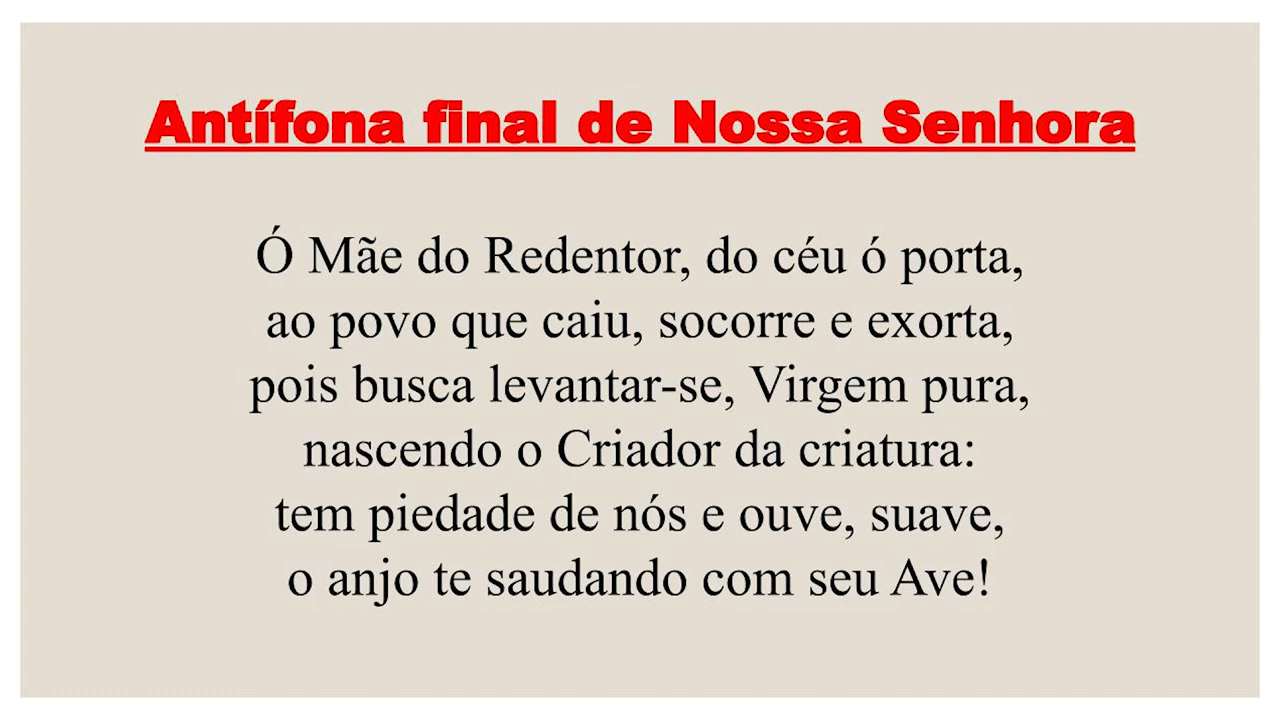 Antífona final de Nossa Senhora
Ó Mãe do Redentor, do céu ó porta,
ao povo que caiu, socorre e exorta,
pois busca levantar-se, Virgem pura,
nascendo o Criador da criatura:
tem piedade de nós e ouve, suave,
o anjo te saudando com seu Ave!